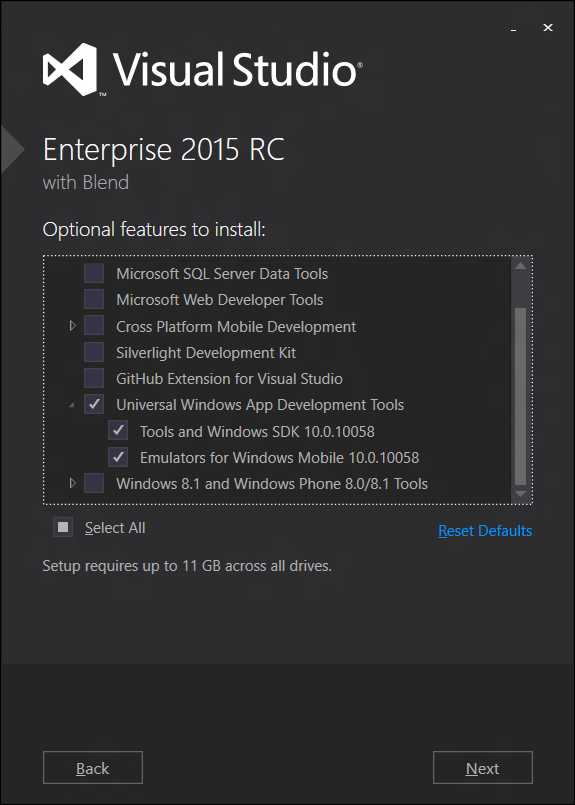 Visual Studio®
™
Enterprise 2015 RC
with Blend
Optional features to install:
Microsoft SQL Server Data Tools
Microsoft Web Developer Tools
Cross Platform Mobile Development
Silverlight Development Kit
GitHub Extension for Visual Studio
Universal Windows App Development Tools
Tools and Windows SDK 10.0.10058
Emulators for Windows Mobile 10.0.10058
Windows 8.1 and Windows Phone 8.0/8.1 Tools
Select All
Reset Defaults
Setup requires up to 11 GB across all drives.
Back
Next